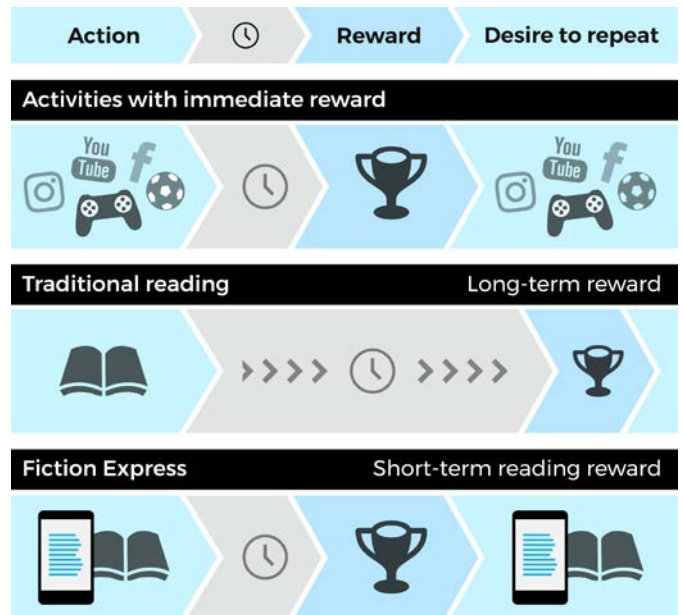 Action Reward Desire to repeat
Activities with immediate reward
You Tube f You Tube f
Traditional reading Long-term reward
Fiction Express Short-term reading reward